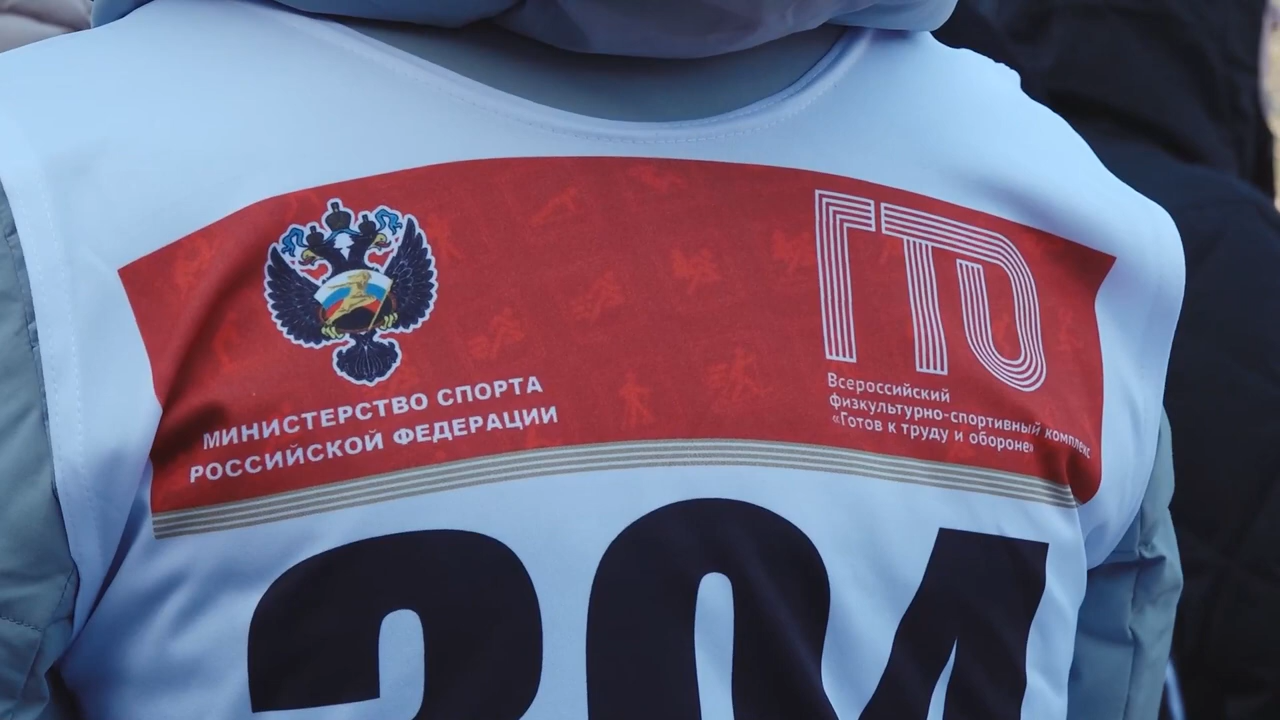 ГТО
МИНИСТЕРСТВО СПОРТА
РОССИЙСКОЙ ФЕДЕРАЦИИ
Всероссийский
физкультурно-спортивный комплекс
«Готов к труду и обороне»